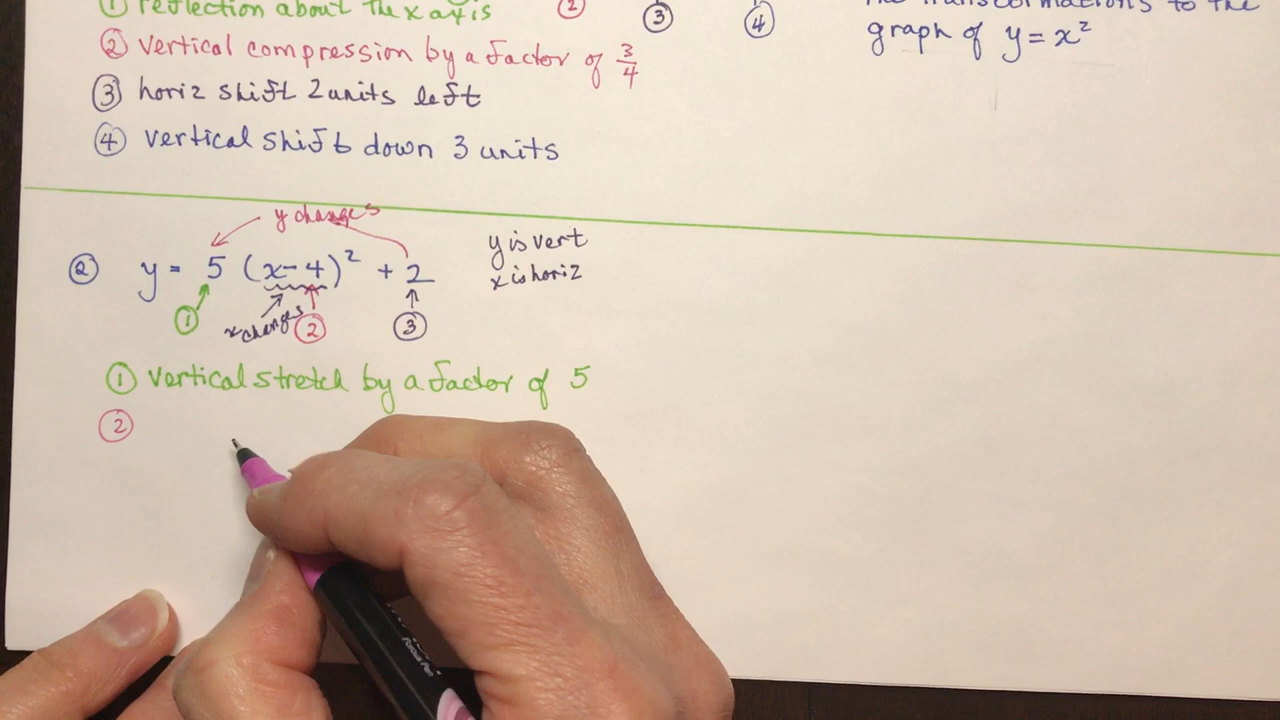 ① reflection about the x axis
②
③
④
the transformations to the
graph of y = x²
② vertical compression by a factor of 3/4
③ horiz shift 2 units left
④ vertical shift down 3 units
y changes
② y = 5 (x-4)² + 2
y is vert
x is horiz
①
x changes
②
③
① vertical stretch by a factor of 5
②